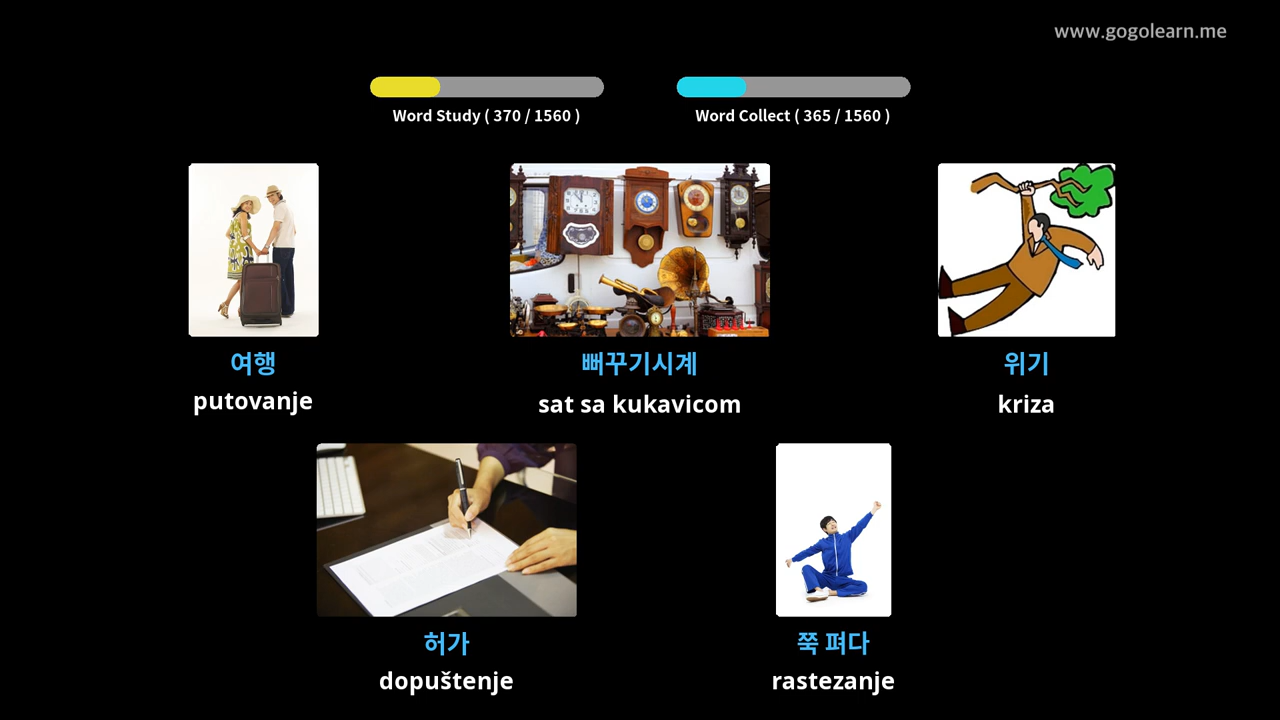 www.gogolearn.me
Word Study ( 370 / 1560 )
Word Collect ( 365 / 1560 )
여행
putovanje
뻐꾸기시계
sat sa kukavicom
위기
kriza
허가
dopuštenje
쭉 펴다
rastezanje